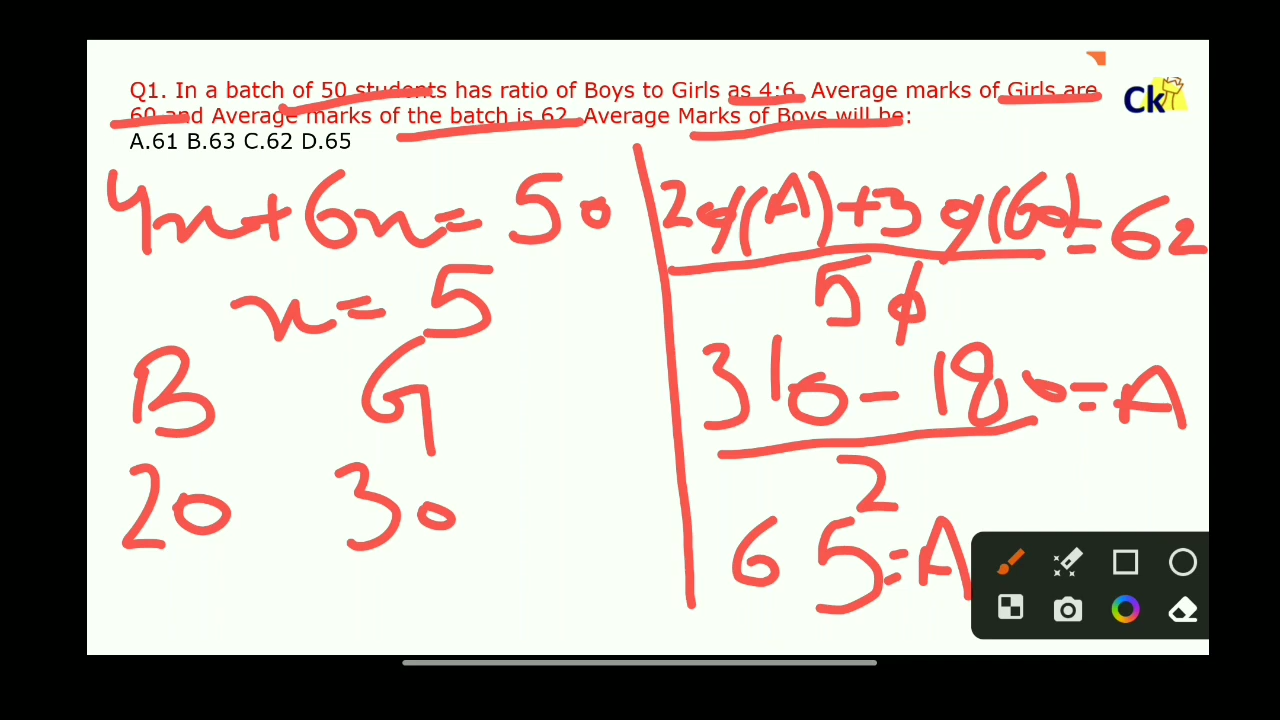 Q1. In a batch of 50 students has ratio of Boys to Girls as 4:6. Average marks of Girls are
60 and Average marks of the batch is 62. Average Marks of Boys will be:
A.61 B.63 C.62 D.65
Ck
4x+6x=50
x=5
B G
20 30
20(A)+30(60)=62
50
310-180=A
2
65=A